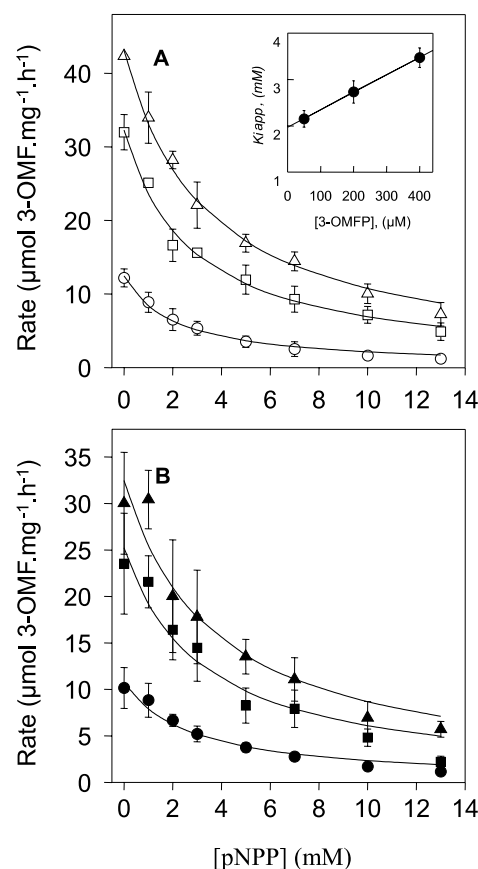 A
Rate (µmol 3-OMF.mg⁻¹.h⁻¹)
40
30
20
10
0
0 2 4 6 8 10 12 14
Kiapp, (mM)
4
3
2
1
0 100 200 300 400
[3-OMFP], (µM)
B
Rate (µmol 3-OMF.mg⁻¹.h⁻¹)
35
30
25
20
15
10
5
0
0 2 4 6 8 10 12 14
[pNPP] (mM)